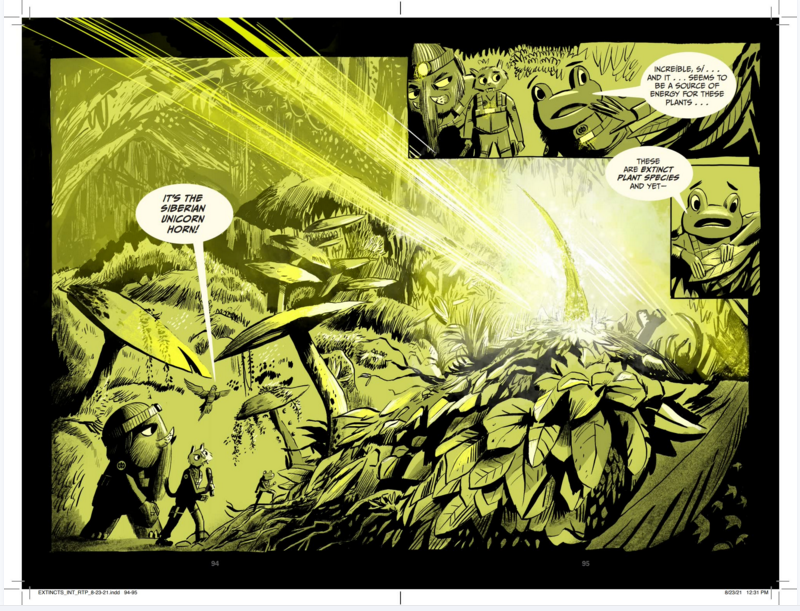 IT'S THE
SIBERIAN
UNICORN
HORN!
INCREÍBLE, SÍ . . .
AND IT . . . SEEMS TO
BE A SOURCE OF
ENERGY FOR THESE
PLANTS . . .
THESE
ARE EXTINCT
PLANT SPECIES
AND YET—
94
95
EXTINCTS_INT_RTP_8-23-21.indd 94-95
8/23/21 12:31 PM